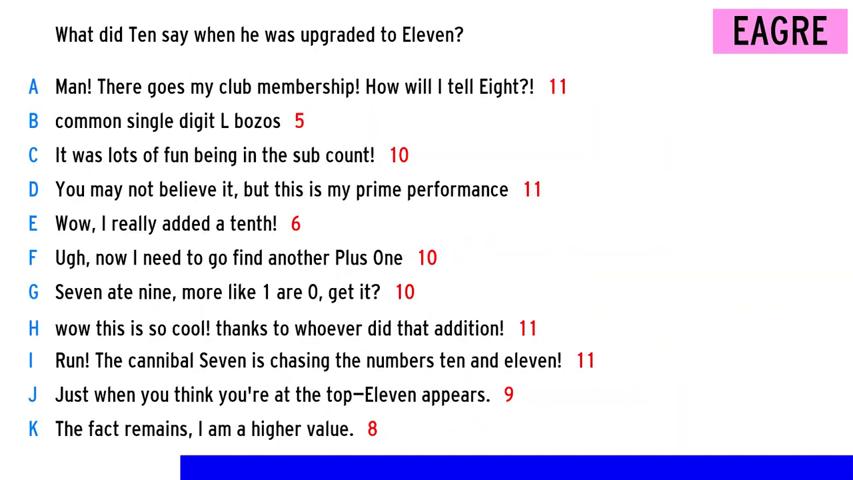 What did Ten say when he was upgraded to Eleven?
EAGRE
A Man! There goes my club membership! How will I tell Eight?! 11
B common single digit L bozos 5
C It was lots of fun being in the sub count! 10
D You may not believe it, but this is my prime performance 11
E Wow, I really added a tenth! 6
F Ugh, now I need to go find another Plus One 10
G Seven ate nine, more like 1 are 0, get it? 10
H wow this is so cool! thanks to whoever did that addition! 11
I Run! The cannibal Seven is chasing the numbers ten and eleven! 11
J Just when you think you're at the top—Eleven appears. 9
K The fact remains, I am a higher value. 8